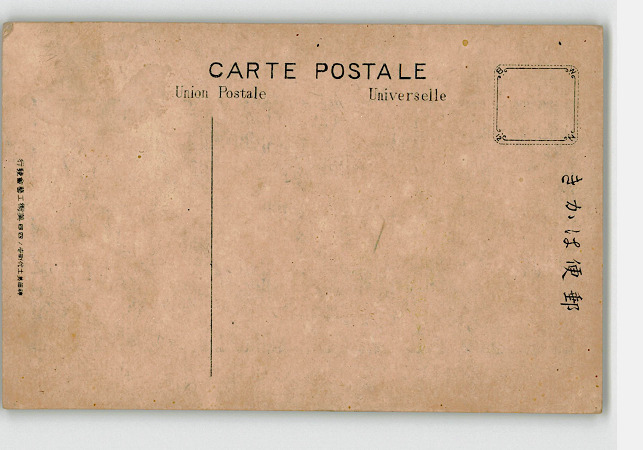 CARTE POSTALE
Union Postale Universelle
きかは便郵